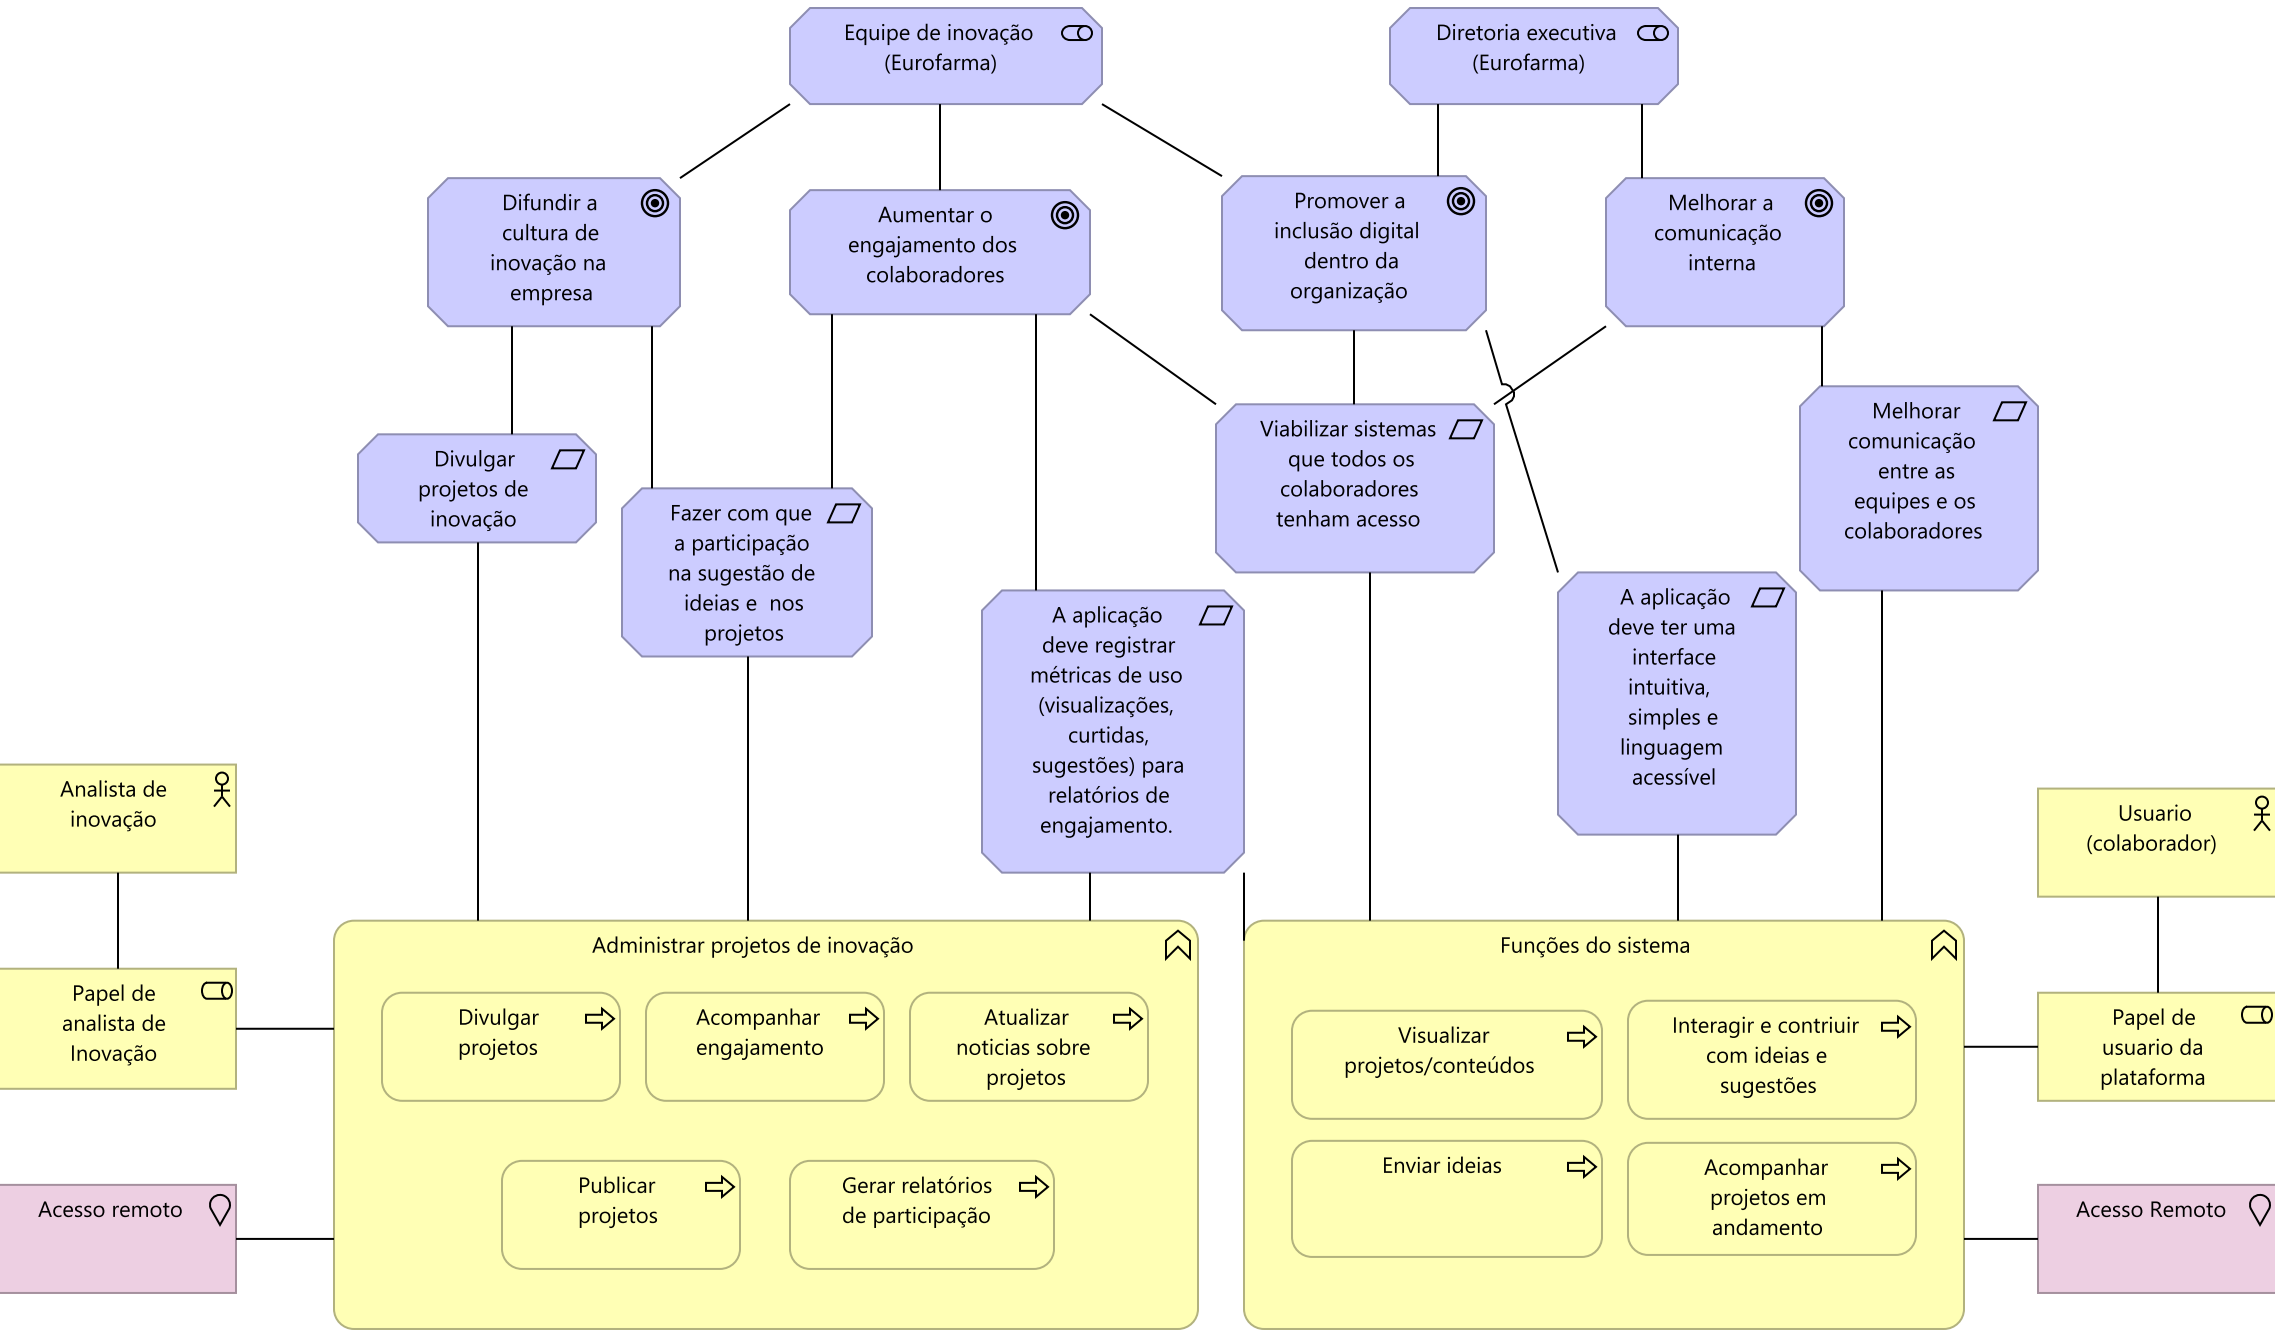 Equipe de inovação
(Eurofarma)
Diretoria executiva
(Eurofarma)
Difundir a
cultura de
inovação na
empresa
Aumentar o
engajamento dos
colaboradores
Promover a
inclusão digital
dentro da
organização
Melhorar a
comunicação
interna
Divulgar
projetos de
inovação
Fazer com que
a participação
na sugestão de
ideias e  nos
projetos
Viabilizar sistemas
que todos os
colaboradores
tenham acesso
Melhorar
comunicação
entre as
equipes e os
colaboradores
A aplicação
deve registrar
métricas de uso
(visualizações,
curtidas,
sugestões) para
relatórios de
engajamento.
A aplicação
deve ter uma
interface
intuitiva,
simples e
linguagem
acessível
Analista de
inovação
Usuario
(colaborador)
Papel de
analista de
Inovação
Administrar projetos de inovação
Divulgar
projetos
Acompanhar
engajamento
Atualizar
noticias sobre
projetos
Publicar
projetos
Gerar relatórios
de participação
Funções do sistema
Visualizar
projetos/conteúdos
Interagir e contriuir
com ideias e
sugestões
Enviar ideias
Acompanhar
projetos em
andamento
Papel de
usuario da
plataforma
Acesso remoto
Acesso Remoto